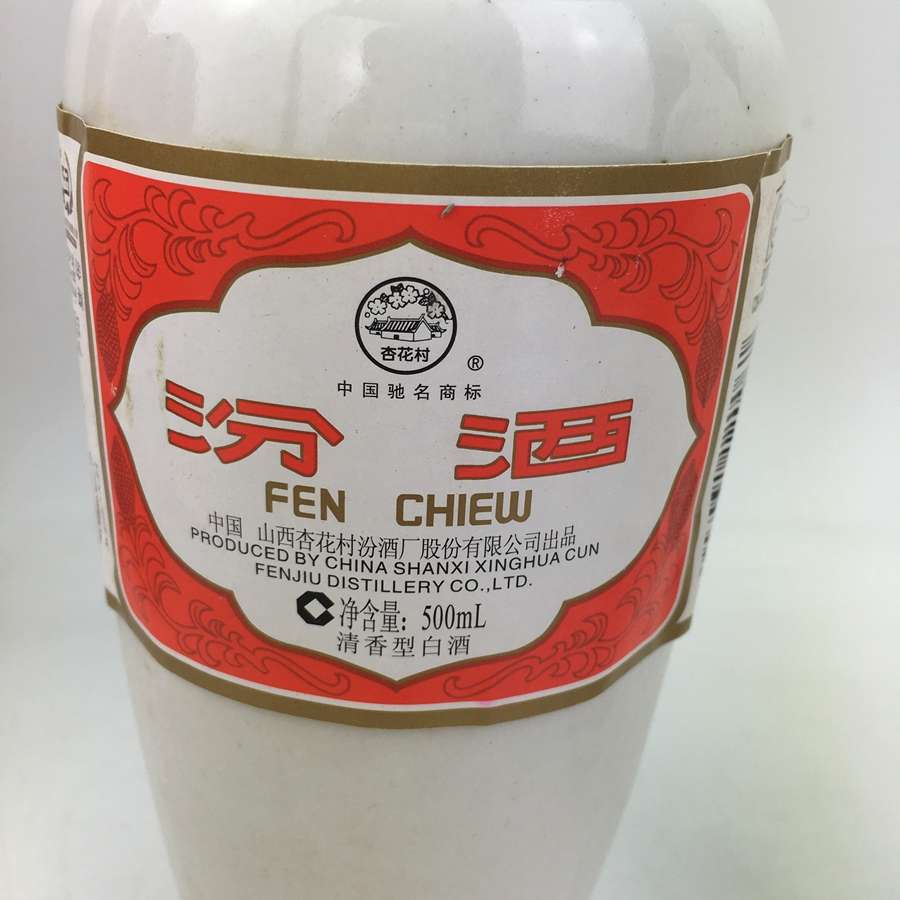 杏花村
®
中国驰名商标
汾 酒
FEN CHIEW
中国 山西杏花村汾酒厂股份有限公司出品
PRODUCED BY CHINA SHANXI XINGHUA CUN
FENJIU DISTILLERY CO.,LTD.
净含量：500mL
清香型白酒